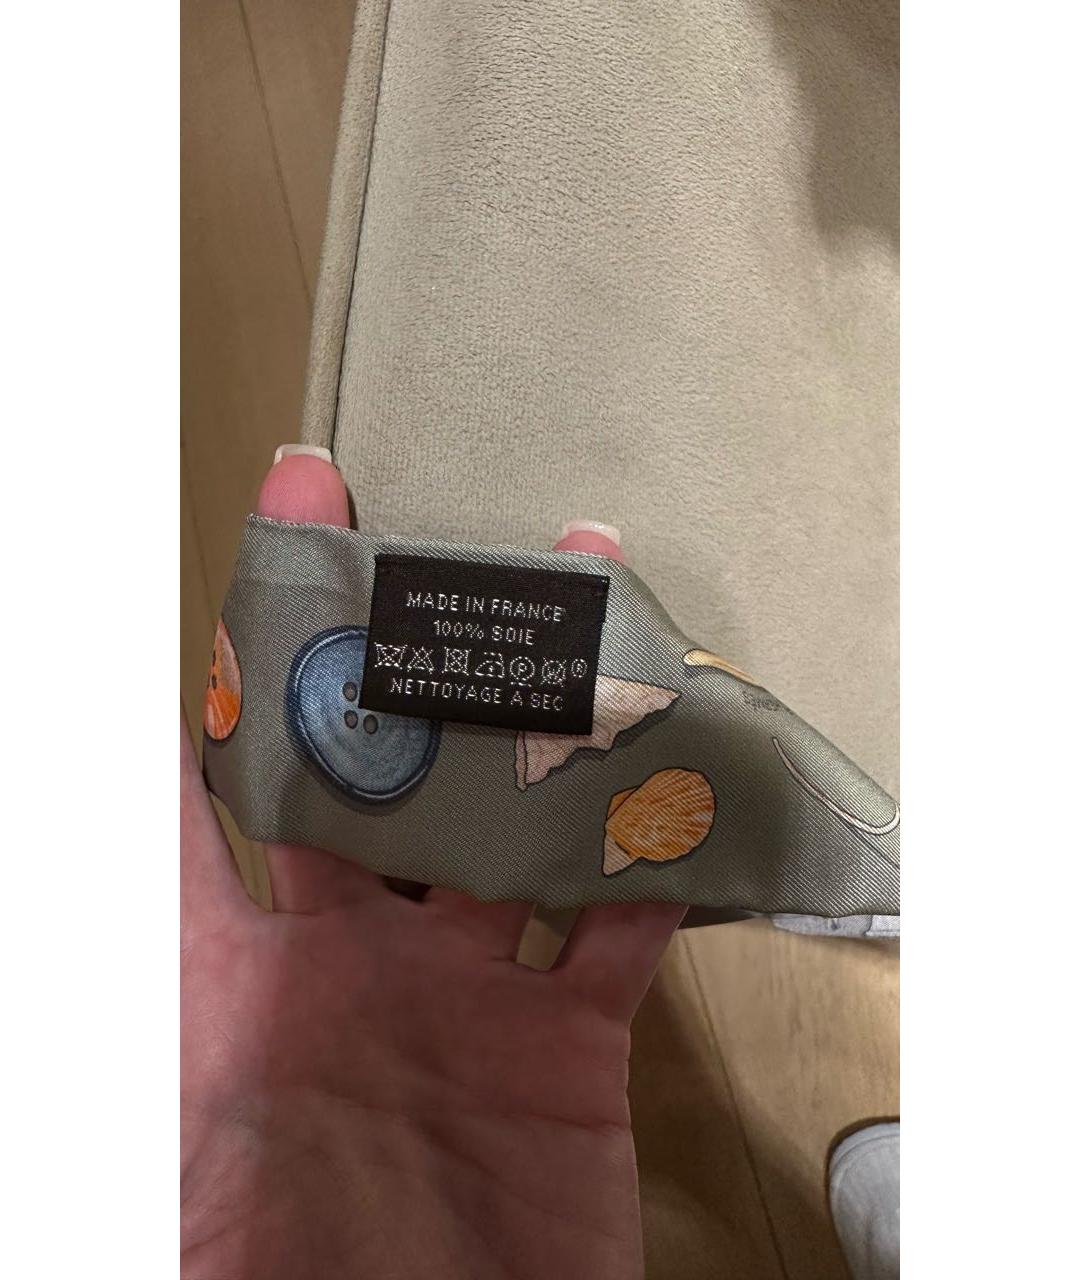 MADE IN FRANCE
100% SOIE
P ®
NETTOYAGE A SEC